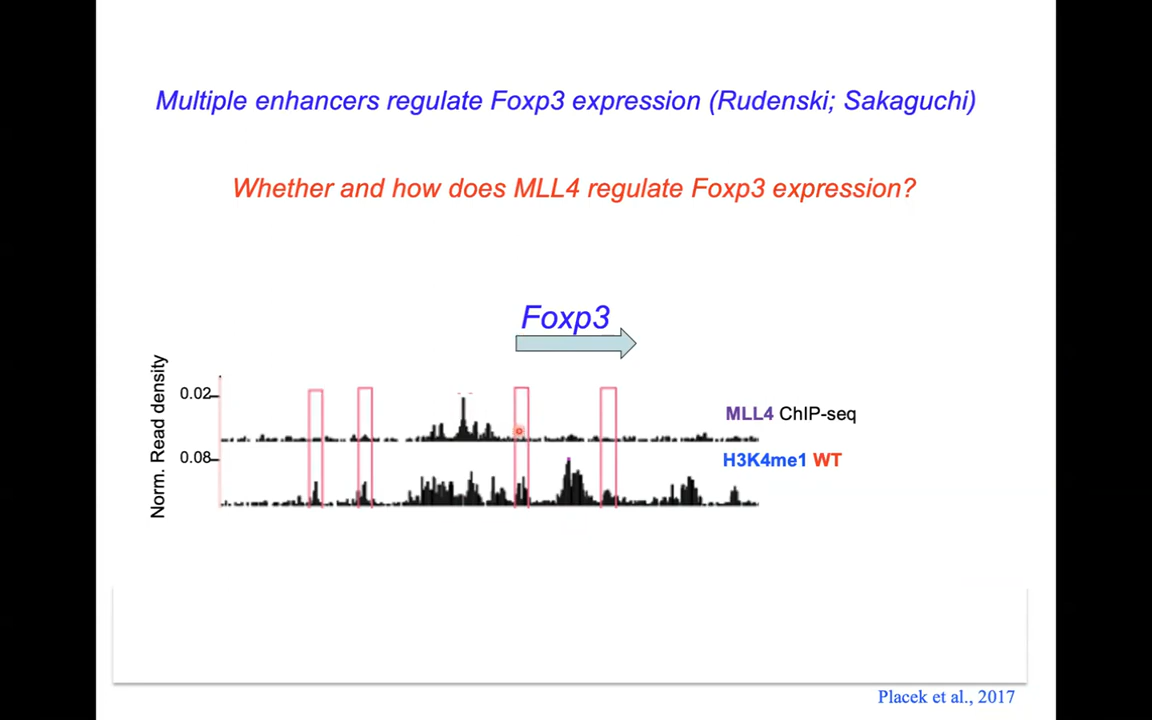 Multiple enhancers regulate Foxp3 expression (Rudenski; Sakaguchi)
Whether and how does MLL4 regulate Foxp3 expression?
Foxp3
Norm. Read density
0.02
MLL4 ChIP-seq
0.08
H3K4me1 WT
Placek et al., 2017